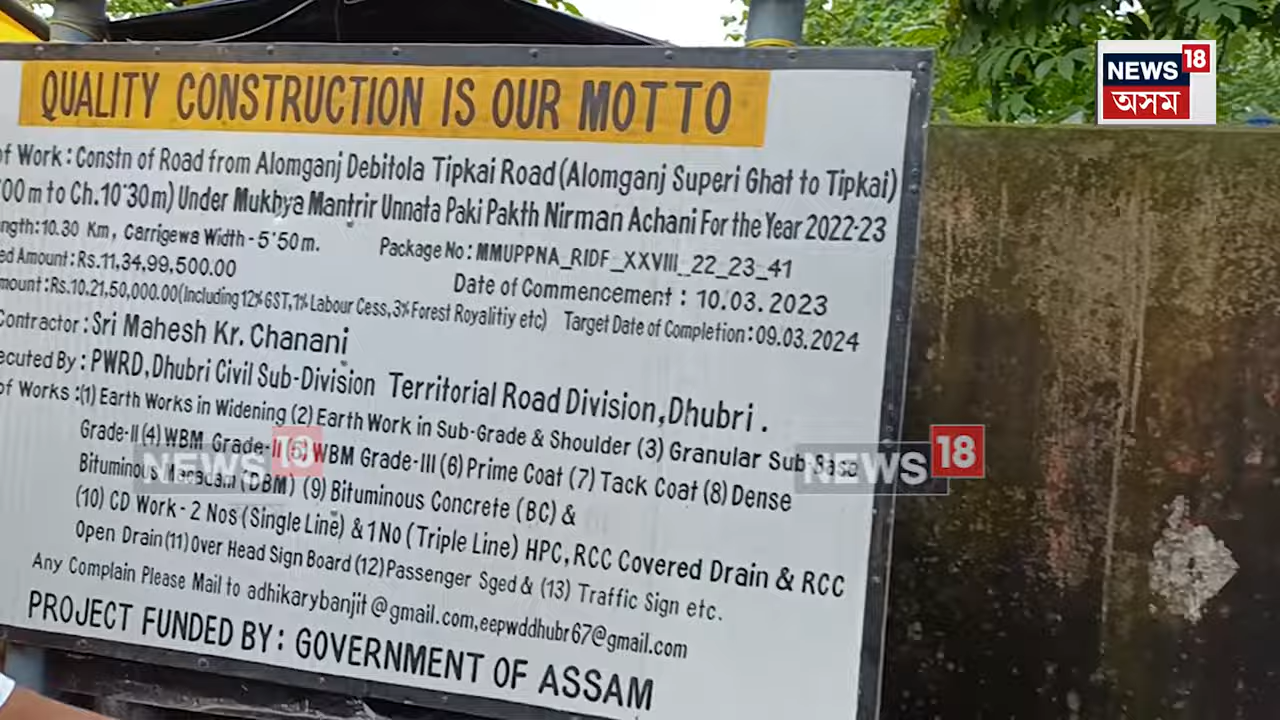 NEWS 18
অসম
QUALITY CONSTRUCTION IS OUR MOTTO
of Work : Constn of Road from Alomganj Debitola Tipkai Road (Alomganj Superi Ghat to Tipkai)
00 m to Ch.10˙30m) Under Mukhya Mantrir Unnata Paki Pakth Nirman Achani For the Year 2022-23
ngth: 10.30 Km, Carrigewa Width - 5˙50 m. Package No : MMUPPNA_RIDF_XXVIII_22_23_41
ed Amount : Rs.11,34,99,500.00 Date of Commencement : 10.03.2023
mount : Rs.10,21,50,000.00 (Including 12% GST, 1% Labour Cess, 3% Forest Royalitiy etc) Target Date of Completion : 09.03.2024
Contractor : Sri Mahesh Kr. Chanani
ecuted By : PWRD, Dhubri Civil Sub-Division Territorial Road Division, Dhubri .
of Works : (1) Earth Works in Widening (2) Earth Work in Sub-Grade & Shoulder (3) Granular Sub-Base
Grade-II (4) WBM Grade-II (5) WBM Grade-III (6) Prime Coat (7) Tack Coat (8) Dense
Bituminous Macadam (DBM) (9) Bituminous Concrete (BC) &
(10) CD Work - 2 Nos (Single Line) & 1 No (Triple Line) HPC, RCC Covered Drain & RCC
Open Drain (11) Over Head Sign Board (12) Passenger Sged & (13) Traffic Sign etc.
Any Complain Please Mail to adhikarybanjit@gmail.com, eepwddhubr67@gmail.com
PROJECT FUNDED BY : GOVERNMENT OF ASSAM
NEWS 18
NEWS 18